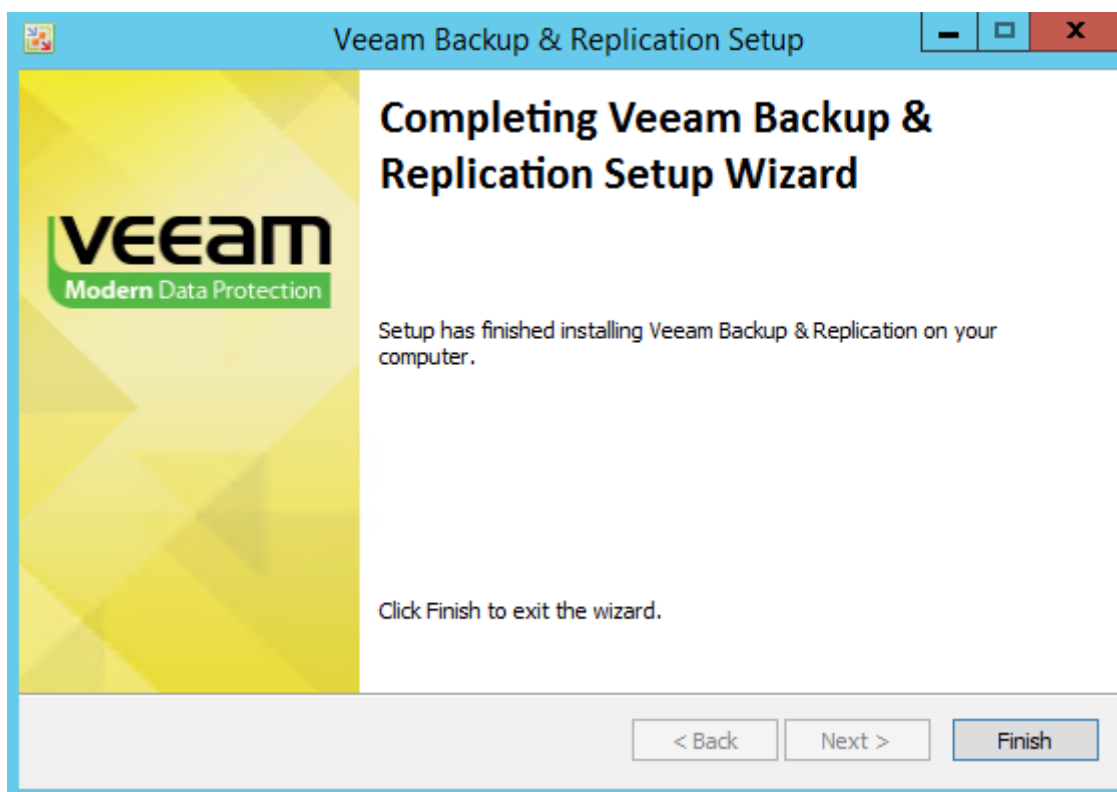 Veeam Backup & Replication Setup
Completing Veeam Backup &
Replication Setup Wizard
veeam
Modern Data Protection
Setup has finished installing Veeam Backup & Replication on your
computer.
Click Finish to exit the wizard.
< Back Next > Finish